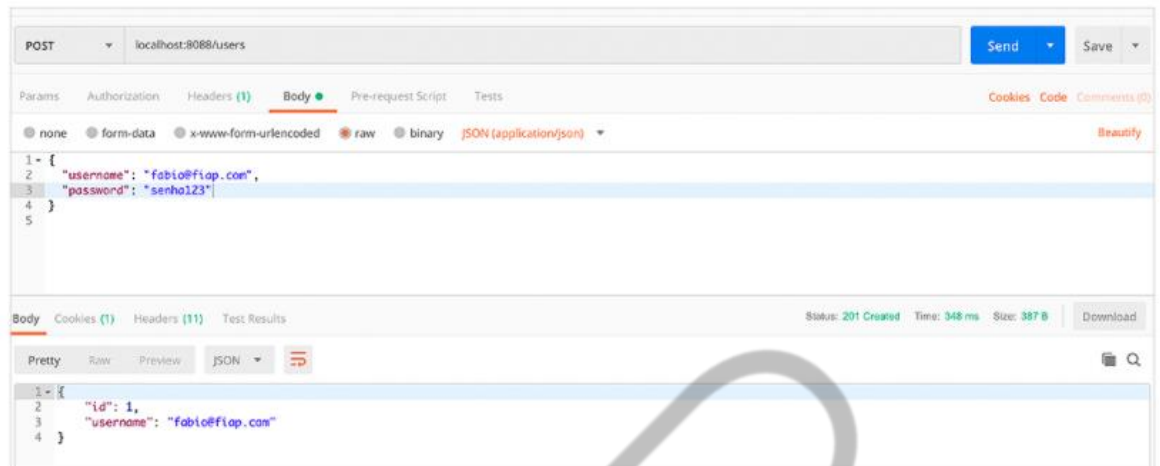 POST localhost:8088/users Send Save
Params Authorization Headers (1) Body Pre-request Script Tests Cookies Code Comments (0)
none form-data x-www-form-urlencoded raw binary JSON (application/json) Beautify
1 {
2 "username": "fabio@fiap.com",
3 "password": "senha123"
4 }
5
Body Cookies (1) Headers (11) Test Results Status: 201 Created Time: 348 ms Size: 387 B Download
Pretty Raw Preview JSON
1 {
2 "id": 1,
3 "username": "fabio@fiap.com"
4 }